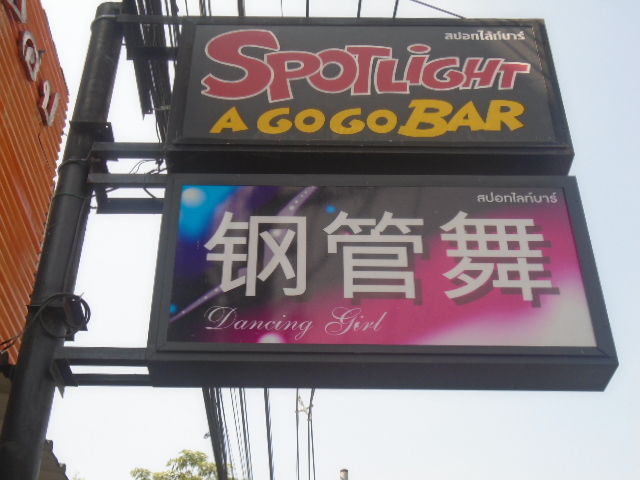 สปอทไล้ท์บาร์
SPOTLiGHT
A GOGO BAR
สปอทไลท์บาร์
钢管舞
Dancing Girl